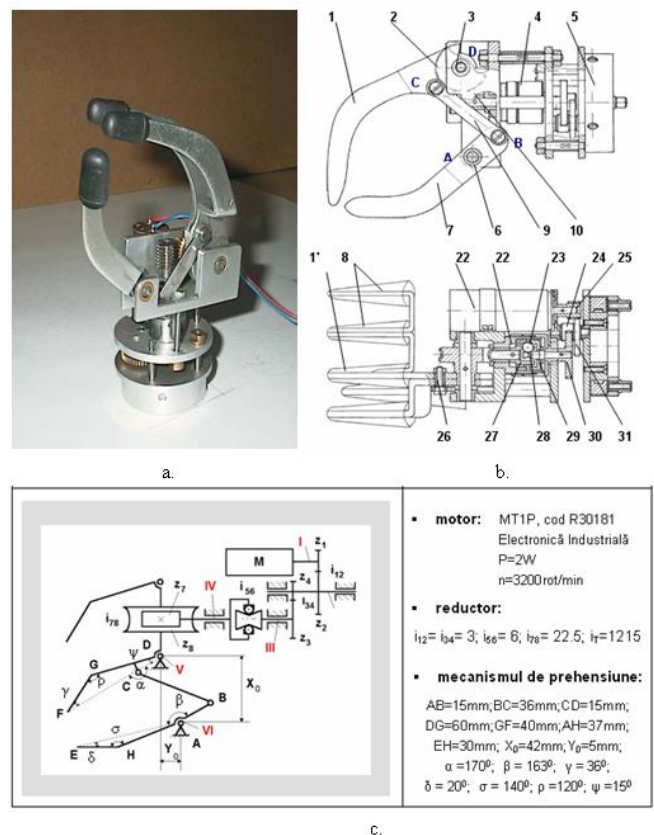 1 2 3 4 5
D
C
B
A
7 6 9 10
1' 8 22 22 23 24 25
26 27 28 29 30 31
a.
b.
M
I
z₁
z₄
i₁₂
z₇
IV
i₅₆
i₃₄
z₂
i₇₈
z₈
III
z₃
D
G
ψ
V
ρ
C
α
X₀
γ
F
β
B
σ
VI
E
δ
H
Y₀
A
▪ motor: MT1P, cod R30181
Electronică Industrială
P=2W
n=3200rot/min
▪ reductor:
i₁₂= i₃₄= 3; i₅₆= 6; i₇₈= 22.5; iT=1215
▪ mecanismul de prehensiune:
AB=15mm;BC=36mm;CD=15mm;
DG=60mm;GF=40mm;AH=37mm;
EH=30mm; X₀=42mm;Y₀=5mm;
α=170⁰; β = 163⁰; γ = 36⁰;
δ = 20⁰; σ = 140⁰; ρ=120⁰; ψ =15⁰
c.